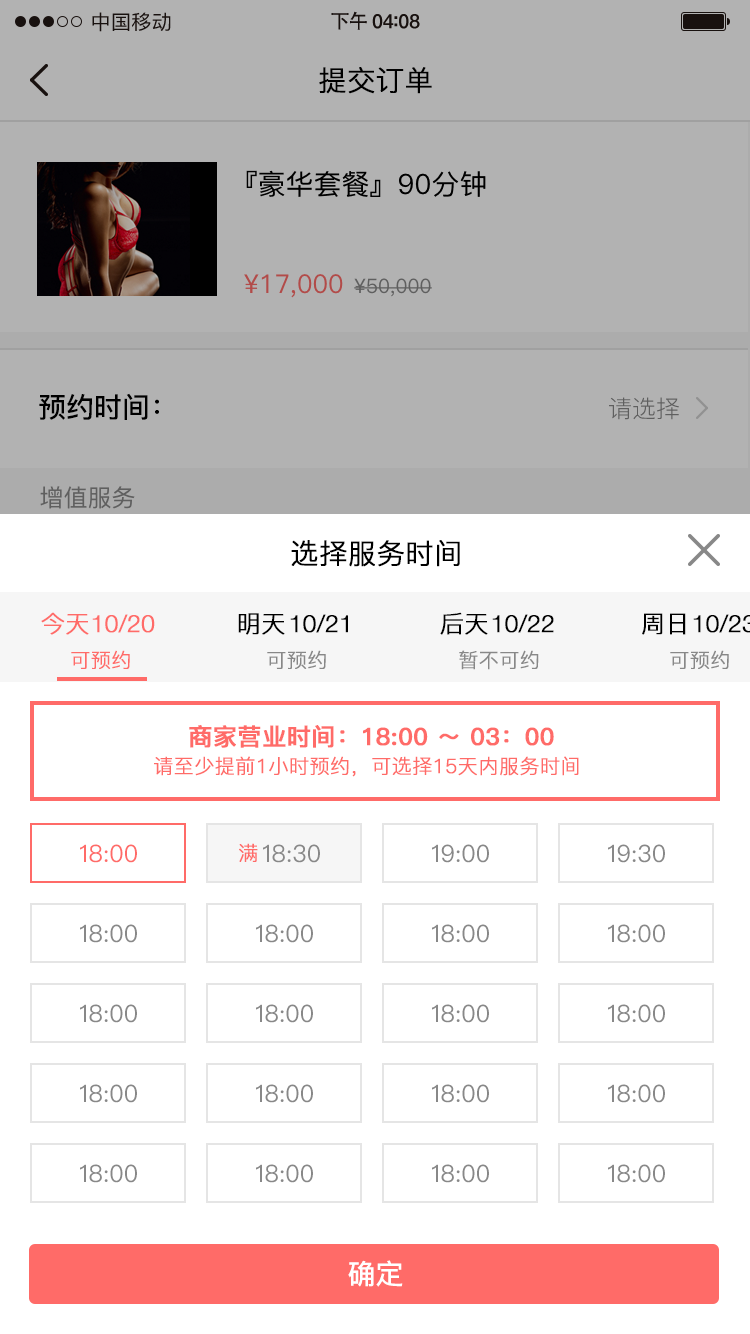 中国移动 下午 04:08
提交订单
『豪华套餐』90分钟
¥17,000 ¥50,000
预约时间： 请选择
增值服务
选择服务时间
今天10/20 明天10/21 后天10/22 周日10/23
可预约 可预约 暂不可约 可预约
商家营业时间：18:00 ～ 03：00
请至少提前1小时预约，可选择15天内服务时间
18:00 满18:30 19:00 19:30
18:00 18:00 18:00 18:00
18:00 18:00 18:00 18:00
18:00 18:00 18:00 18:00
18:00 18:00 18:00 18:00
确定